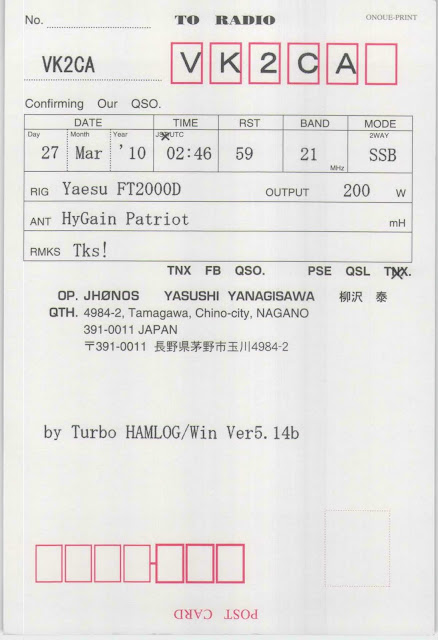 No. TO RADIO ONOUE-PRINT
VK2CA VK2CA
Confirming Our QSO.
DATE TIME RST BAND MODE
Day Month Year JST UTC 2WAY
27 Mar '10 02:46 59 21 MHz SSB
RIG Yaesu FT2000D OUTPUT 200 W
ANT HyGain Patriot mH
RMKS Tks!
TNX FB QSO. PSE QSL TNX.
OP. JHØNOS YASUSHI YANAGISAWA 柳沢 泰
QTH. 4984-2, Tamagawa, Chino-city, NAGANO
391-0011 JAPAN
〒391-0011 長野県茅野市玉川4984-2
by Turbo HAMLOG/Win Ver5.14b
POST CARD